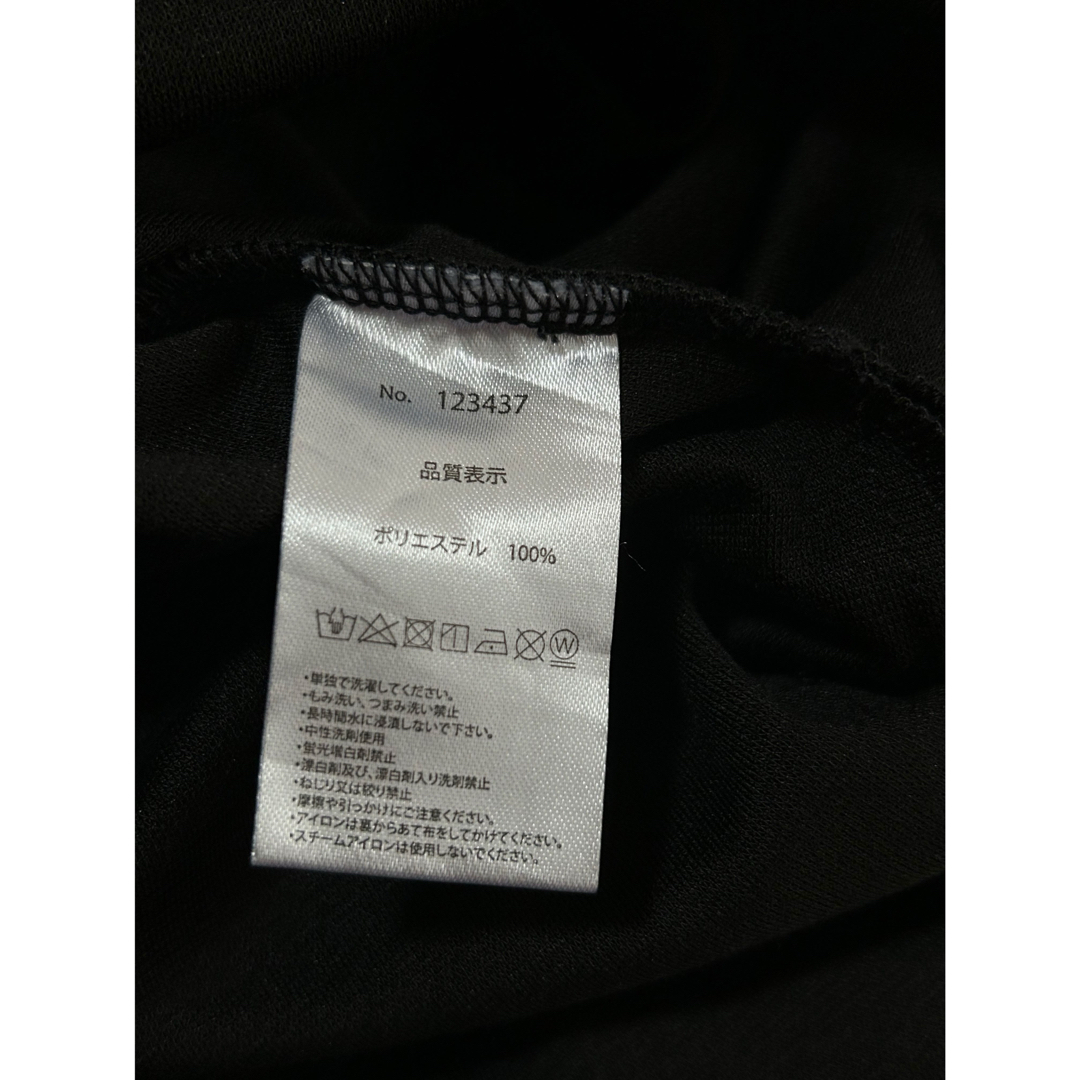 No. 123437
品質表示
ポリエステル 100%
W
・単独で洗濯してください。
・もみ洗い、つまみ洗い禁止
・長時間水に浸漬しないで下さい。
・中性洗剤使用
・蛍光増白剤禁止
・漂白剤及び、漂白剤入り洗剤禁止
・ねじり又は絞り禁止
・摩擦や引っかけにご注意ください。
・アイロンは裏からあて布をしてかけてください。
・スチームアイロンは使用しないでください。